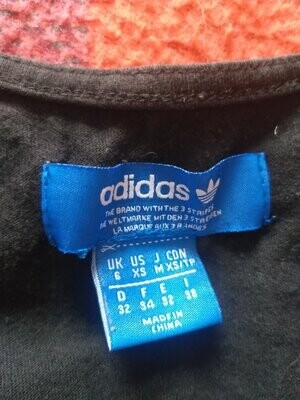 adidas
THE BRAND WITH THE 3 STRIPES
DIE WELTMARKE MIT DEN 3 STREIFEN
LA MARQUE AUX 3 BANDES
UK US J CDN
6 XS M XS/TP
D F E I
32 34 32 38
MADE IN
CHINA